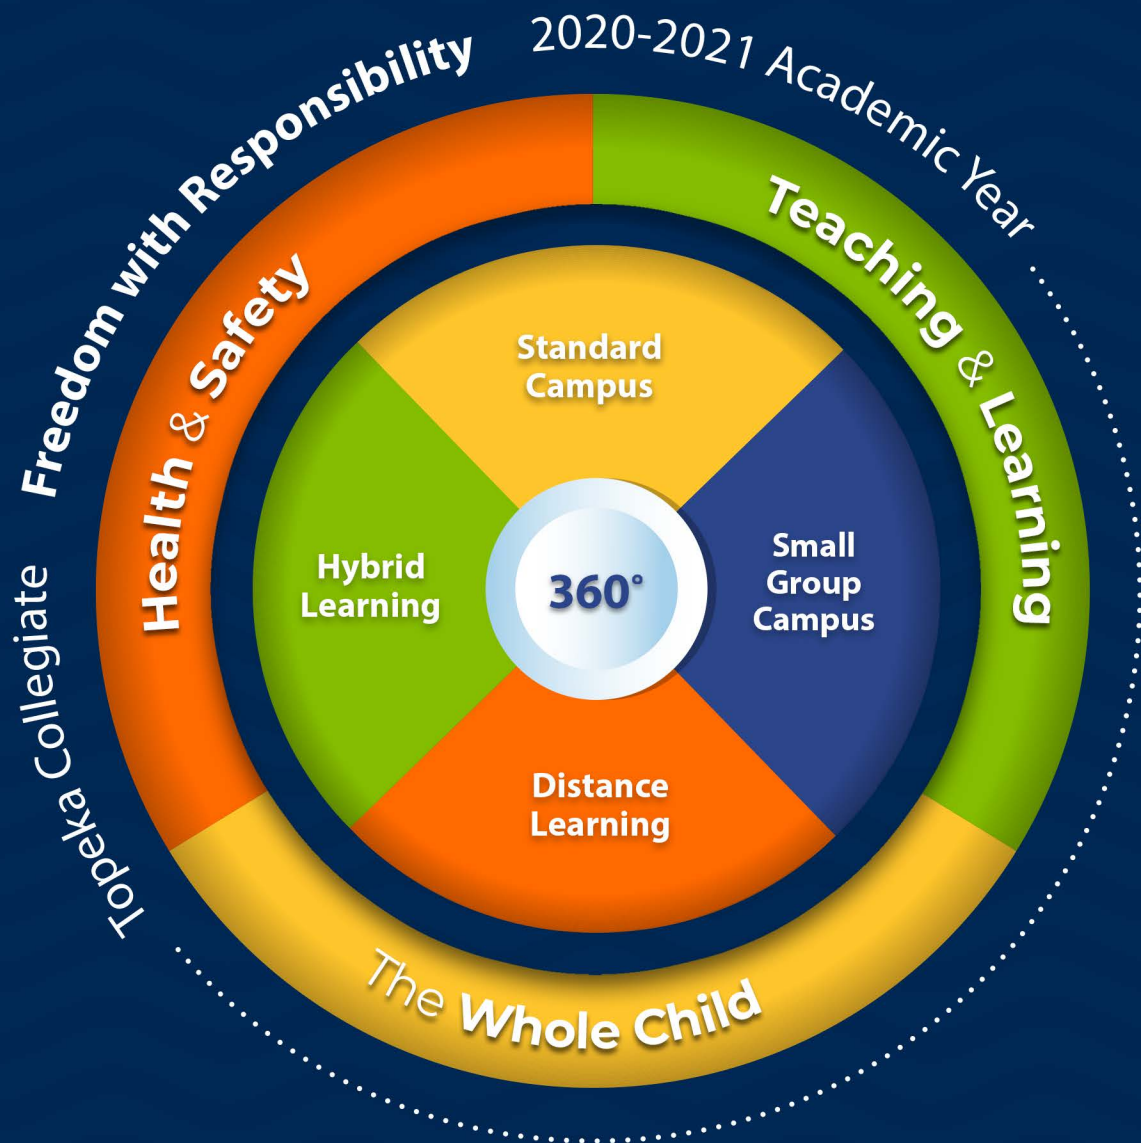 Topeka Collegiate
Freedom with Responsibility
2020-2021 Academic Year
Health & Safety
Teaching & Learning
The Whole Child
Standard
Campus
Small
Group
Campus
Distance
Learning
Hybrid
Learning
360°